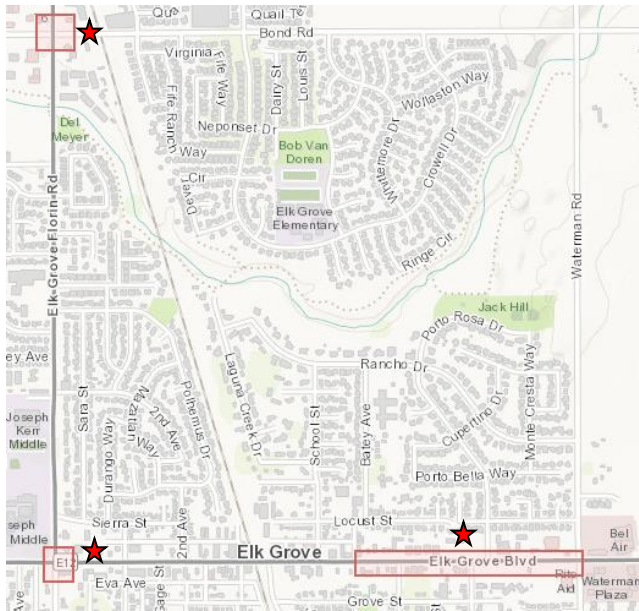 Quail Ter
Bond Rd
Virginia
Fife Way
Dairy St
Louis St
Fife Ranch
Way
Neponset Dr
Wollaston Way
Whittemore Dr
Crowell Dr
Del
Meyer
Bob Van
Doren
Cir
Elk Grove
Elementary
Ringe Cir
Elk Grove Florin Rd
Waterman Rd
Jack Hill
Porto Rosa Dr
ey Ave
Rancho Dr
Laguna Creek Dr
Polhemus Dr
Sara St
Mazatlan
Way
2nd Ave
Durango Way
School St
Batey Ave
Cupertino Dr
Monte Cresta Way
Joseph
Kerr
Middle
Porto Bella Way
Sierra St
2nd Ave
Locust St
seph
Middle
Bel
Air
E12
Elk Grove
Elk Grove Blvd
Eva Ave
Rite
Aid
Waterman
Plaza
Grove St